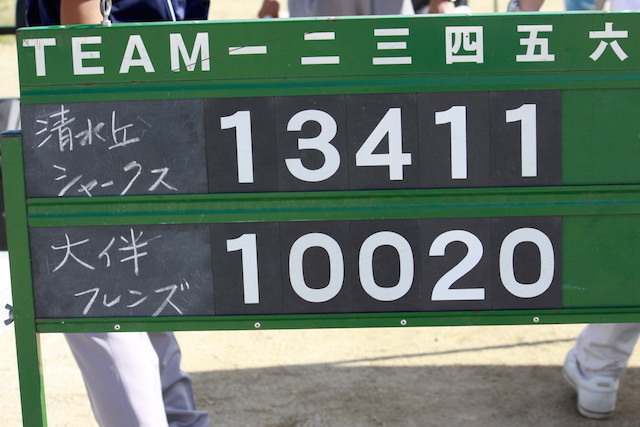 TEAM 一 二 三 四 五 六
清水丘
シャークス 1 3 4 1 1
大伴
フレンズ 1 0 0 2 0